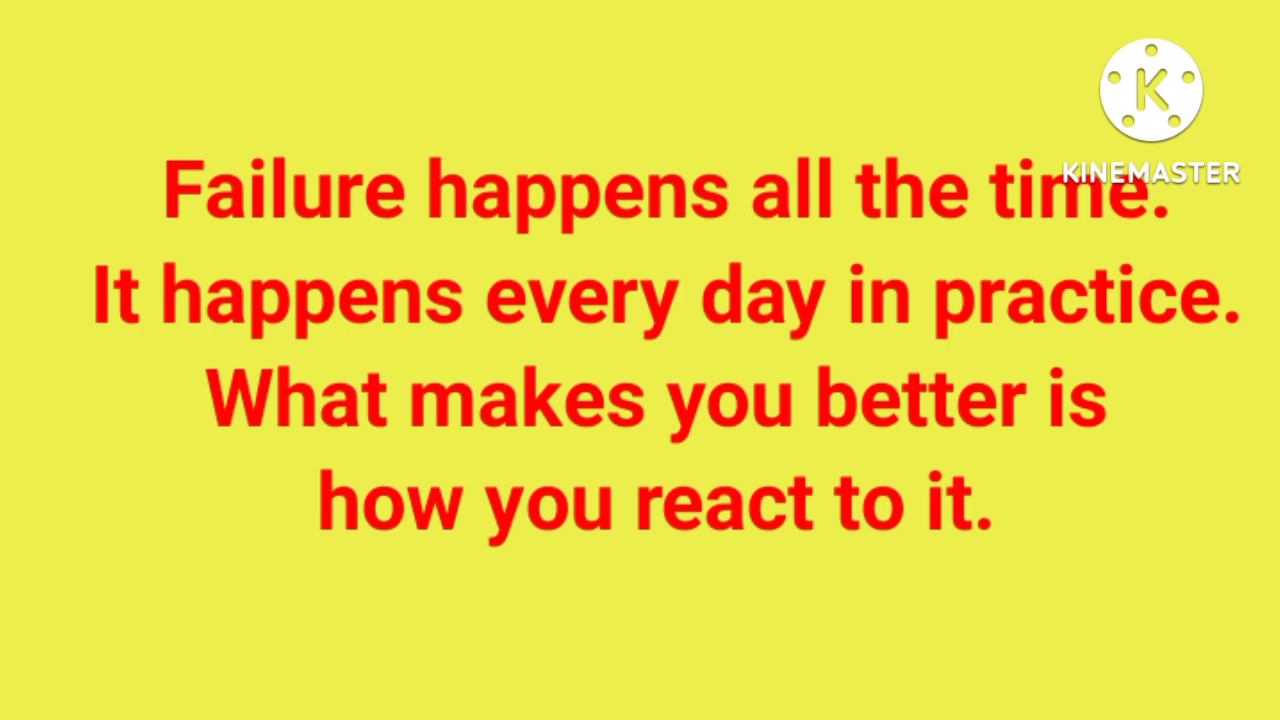 K
KINEMASTER
Failure happens all the time.
It happens every day in practice.
What makes you better is
how you react to it.